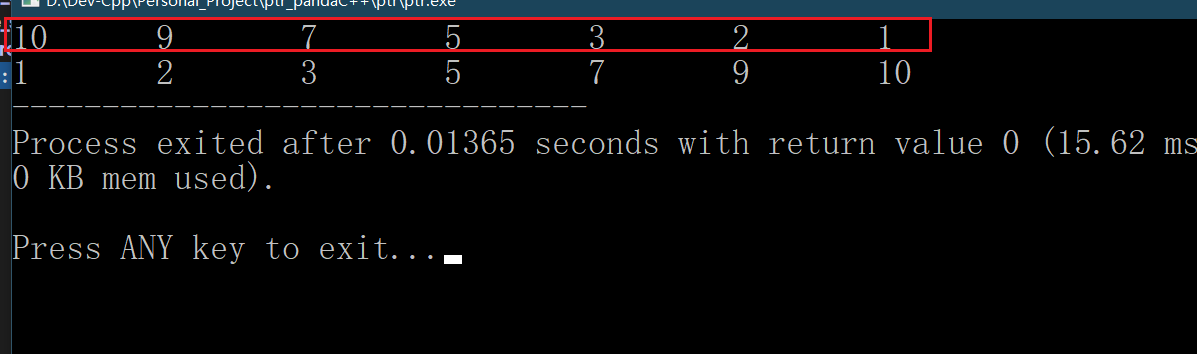 D:\Dev-Cpp\Personal_Project\ptr_pandaC++\ptr\ptr.exe
10 9 7 5 3 2 1
1 2 3 5 7 9 10
--------------------------------
Process exited after 0.01365 seconds with return value 0 (15.62 ms
0 KB mem used).
Press ANY key to exit...